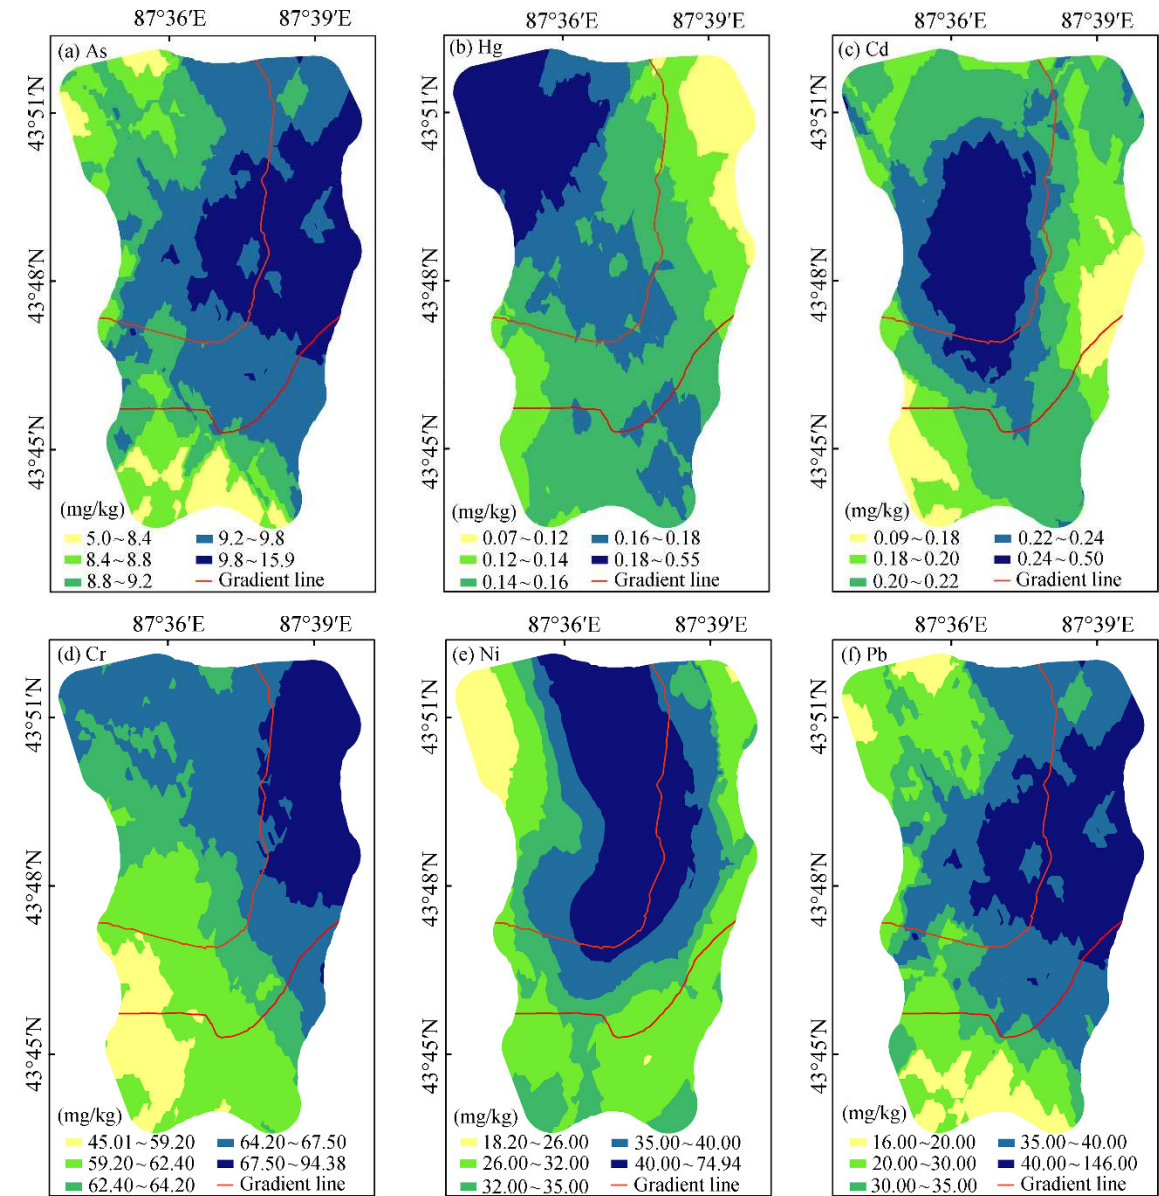 87°36′E 87°39′E 87°36′E 87°39′E 87°36′E 87°39′E
(a) As
(b) Hg
(c) Cd
43°51′N 43°51′N 43°51′N
43°48′N 43°48′N 43°48′N
43°45′N 43°45′N 43°45′N
(mg/kg)
5.0~8.4 9.2~9.8
8.4~8.8 9.8~15.9
8.8~9.2 Gradient line
(mg/kg)
0.07~0.12 0.16~0.18
0.12~0.14 0.18~0.55
0.14~0.16 Gradient line
(mg/kg)
0.09~0.18 0.22~0.24
0.18~0.20 0.24~0.50
0.20~0.22 Gradient line
87°36′E 87°39′E 87°36′E 87°39′E 87°36′E 87°39′E
(d) Cr
(e) Ni
(f) Pb
43°51′N 43°51′N 43°51′N
43°48′N 43°48′N 43°48′N
43°45′N 43°45′N 43°45′N
(mg/kg)
45.01~59.20 64.20~67.50
59.20~62.40 67.50~94.38
62.40~64.20 Gradient line
(mg/kg)
18.20~26.00 35.00~40.00
26.00~32.00 40.00~74.94
32.00~35.00 Gradient line
(mg/kg)
16.00~20.00 35.00~40.00
20.00~30.00 40.00~146.00
30.00~35.00 Gradient line